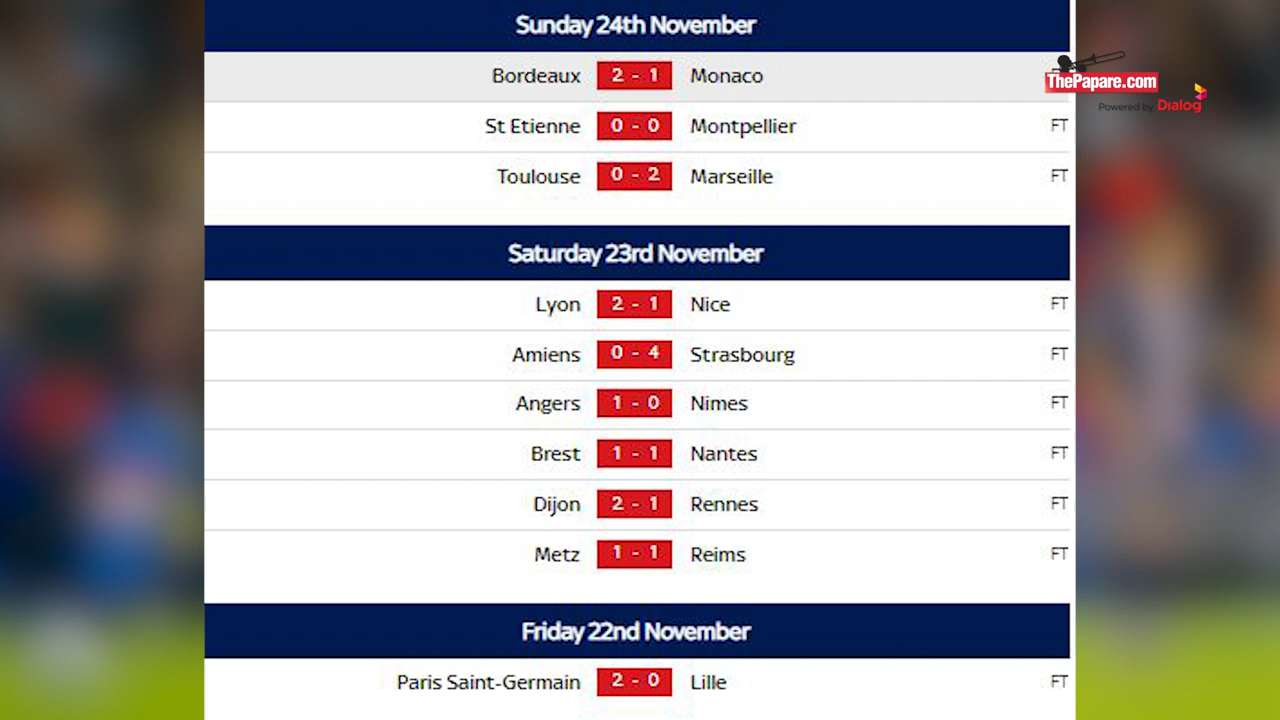 Sunday 24th November
Bordeaux 2 - 1 Monaco
ThePapare.com
Powered by Dialog
St Etienne 0 - 0 Montpellier FT
Toulouse 0 - 2 Marseille FT
Saturday 23rd November
Lyon 2 - 1 Nice FT
Amiens 0 - 4 Strasbourg FT
Angers 1 - 0 Nimes FT
Brest 1 - 1 Nantes FT
Dijon 2 - 1 Rennes FT
Metz 1 - 1 Reims FT
Friday 22nd November
Paris Saint-Germain 2 - 0 Lille FT